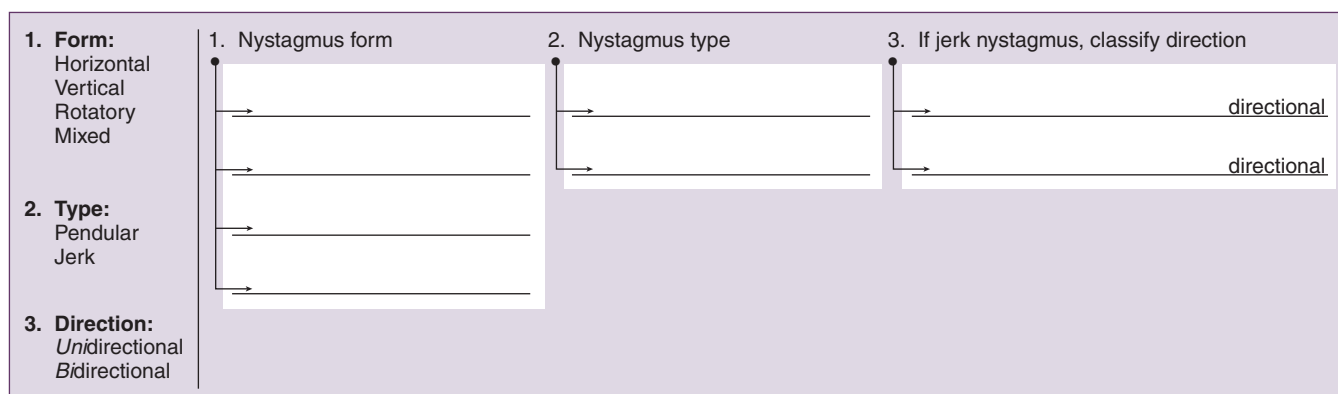 1. Form:
Horizontal
Vertical
Rotatory
Mixed
2. Type:
Pendular
Jerk
3. Direction:
Unidirectional
Bidirectional
1. Nystagmus form
2. Nystagmus type
3. If jerk nystagmus, classify direction
directional
directional